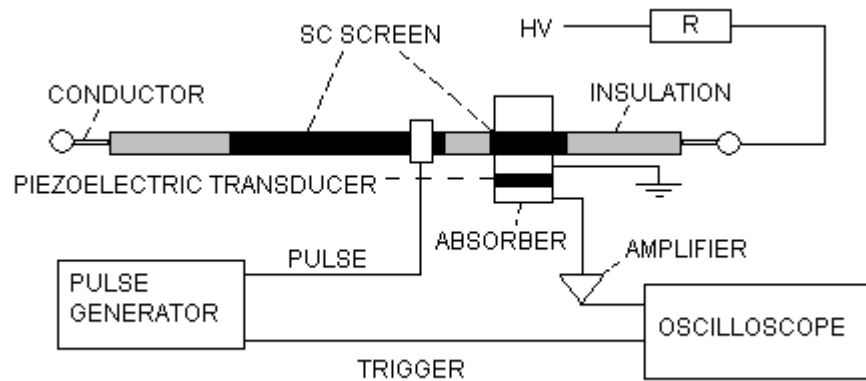 SC SCREEN
HV
R
CONDUCTOR
INSULATION
PIEZOELECTRIC TRANSDUCER
ABSORBER
PULSE
AMPLIFIER
PULSE
GENERATOR
OSCILLOSCOPE
TRIGGER